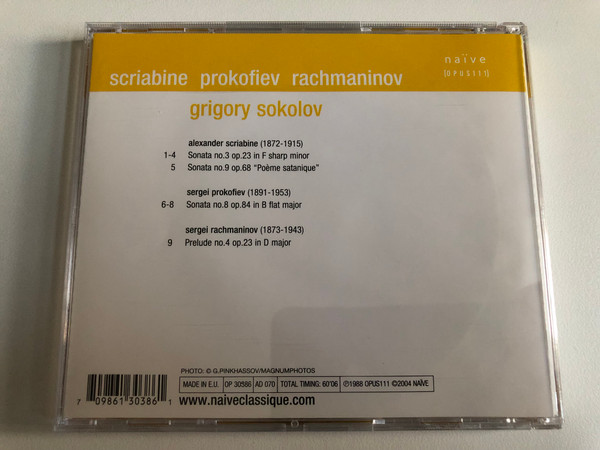 naïve
[OPUS111]
scriabine prokofiev rachmaninov
grigory sokolov
alexander scriabine (1872-1915)
1-4 Sonata no.3 op.23 in F sharp minor
5 Sonata no.9 op.68 “Poème satanique”
sergei prokofiev (1891-1953)
6-8 Sonata no.8 op.84 in B flat major
sergei rachmaninov (1873-1943)
9 Prelude no.4 op.23 in D major
PHOTO: © G.PINKHASSOV/MAGNUMPHOTOS
MADE IN E.U. OP 30386 AD 070 TOTAL TIMING: 60'06 ℗1988 OPUS111 ©2004 NAÏVE
7 09861 30386 1
www.naiveclassique.com